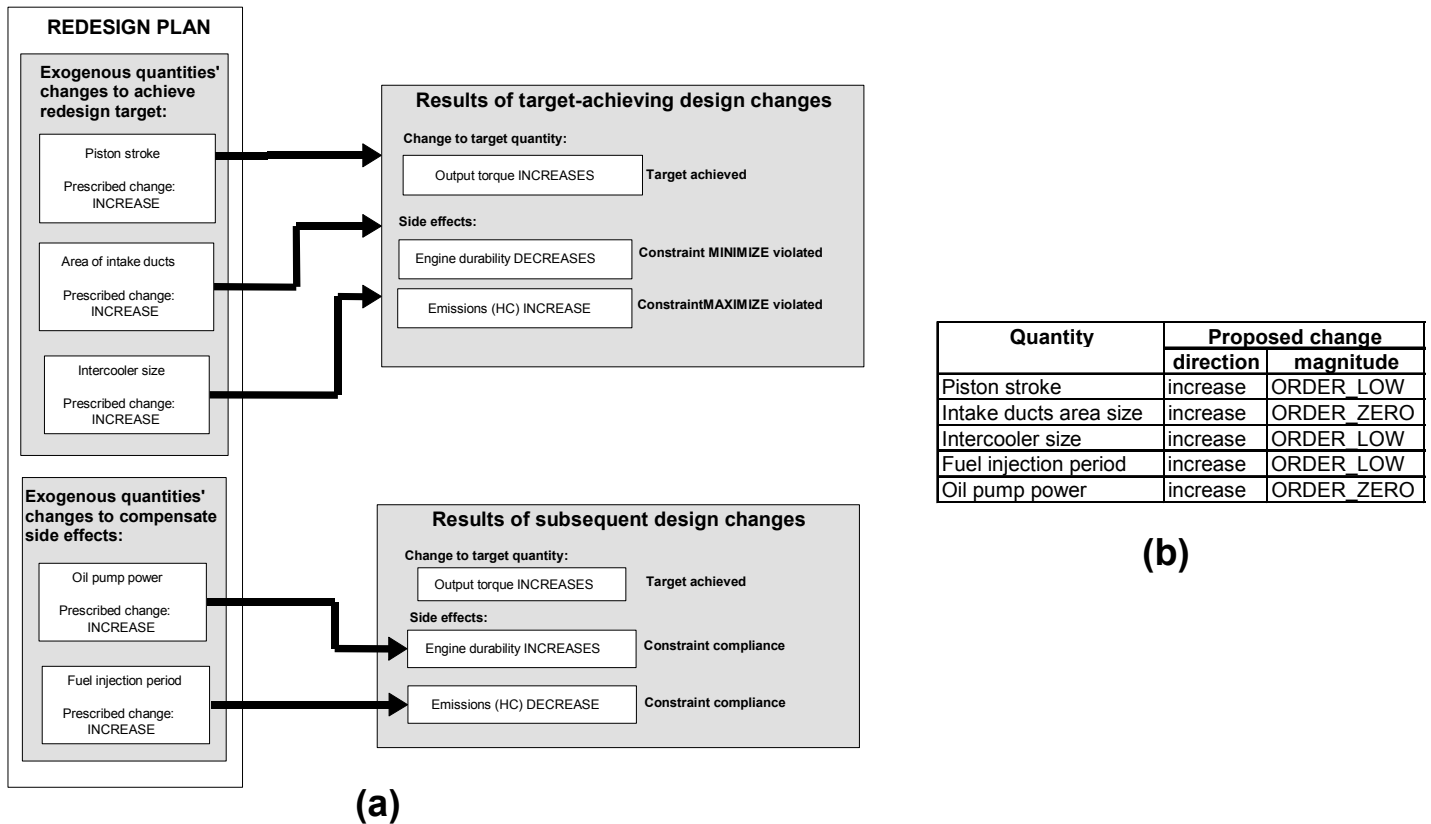 REDESIGN PLAN
Exogenous quantities'
changes to achieve
redesign target:
Piston stroke
Prescribed change:
INCREASE
Area of intake ducts
Prescribed change:
INCREASE
Intercooler size
Prescribed change:
INCREASE
Exogenous quantities'
changes to compensate
side effects:
Oil pump power
Prescribed change:
INCREASE
Fuel injection period
Prescribed change:
INCREASE
Results of target-achieving design changes
Change to target quantity:
Output torque INCREASES Target achieved
Side effects:
Engine durability DECREASES Constraint MINIMIZE violated
Emissions (HC) INCREASE ConstraintMAXIMIZE violated
Results of subsequent design changes
Change to target quantity:
Output torque INCREASES Target achieved
Side effects:
Engine durability INCREASES Constraint compliance
Emissions (HC) DECREASE Constraint compliance
(a)
Quantity Proposed change
direction magnitude
Piston stroke increase ORDER_LOW
Intake ducts area size increase ORDER_ZERO
Intercooler size increase ORDER_LOW
Fuel injection period increase ORDER_LOW
Oil pump power increase ORDER_ZERO
(b)